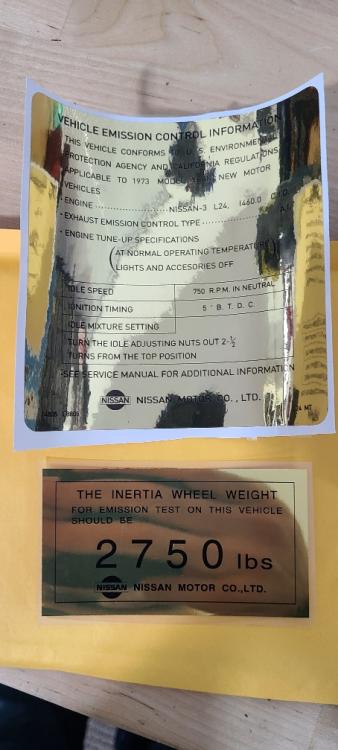 VEHICLE EMISSION CONTROL INFORMATION
THIS VEHICLE CONFORMS U. S. ENVIRONMENTAL
PROTECTION AGENCY AND CALIFORNIA REGULATIONS
APPLICABLE TO 1973 MODEL NEW MOTOR
VEHICLES
· ENGINE NISSAN-3 L24, 1460.0
· EXHAUST EMISSION CONTROL TYPE
· ENGINE TUNE-UP SPECIFICATIONS
(AT NORMAL OPERATING TEMPERATURE
LIGHTS AND ACCESORIES OFF
IDLE SPEED 750 R.P.M. IN NEUTRAL
IGNITION TIMING 5° B. T. D. C.
IDLE MIXTURE SETTING
TURN THE IDLE ADJUSTING NUTS OUT 2-½
TURNS FROM THE TOP POSITION
·SEE SERVICE MANUAL FOR ADDITIONAL INFORMATION
NISSAN NISSAN MOTOR CO., LTD.
MT
THE INERTIA WHEEL WEIGHT
FOR EMISSION TEST ON THIS VEHICLE
SHOULD BE
2750 lbs
NISSAN NISSAN MOTOR CO.,LTD.